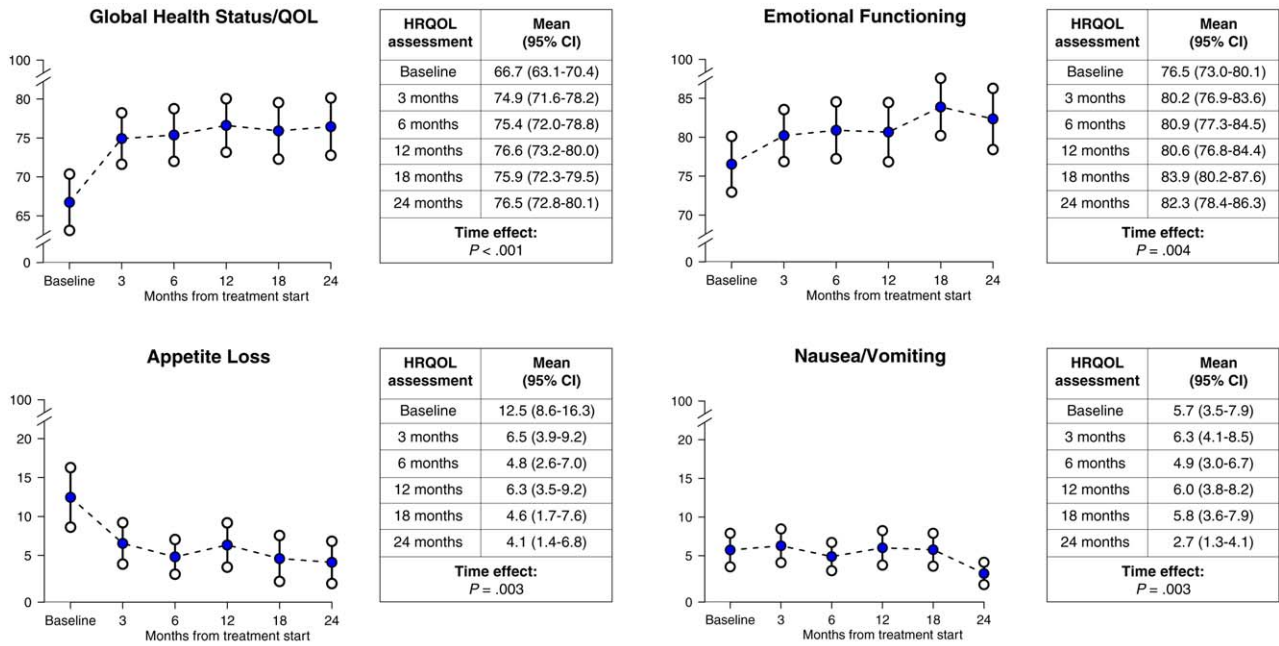 Global Health Status/QOL
100
80
75
70
65
0
Baseline 3 6 12 18 24
Months from treatment start
HRQOL assessment Mean (95% CI)
Baseline 66.7 (63.1-70.4)
3 months 74.9 (71.6-78.2)
6 months 75.4 (72.0-78.8)
12 months 76.6 (73.2-80.0)
18 months 75.9 (72.3-79.5)
24 months 76.5 (72.8-80.1)
Time effect:
P < .001
Emotional Functioning
100
85
80
75
70
0
Baseline 3 6 12 18 24
Months from treatment start
HRQOL assessment Mean (95% CI)
Baseline 76.5 (73.0-80.1)
3 months 80.2 (76.9-83.6)
6 months 80.9 (77.3-84.5)
12 months 80.6 (76.8-84.4)
18 months 83.9 (80.2-87.6)
24 months 82.3 (78.4-86.3)
Time effect:
P = .004
Appetite Loss
100
20
15
10
5
0
Baseline 3 6 12 18 24
Months from treatment start
HRQOL assessment Mean (95% CI)
Baseline 12.5 (8.6-16.3)
3 months 6.5 (3.9-9.2)
6 months 4.8 (2.6-7.0)
12 months 6.3 (3.5-9.2)
18 months 4.6 (1.7-7.6)
24 months 4.1 (1.4-6.8)
Time effect:
P = .003
Nausea/Vomiting
100
20
15
10
5
0
Baseline 3 6 12 18 24
Months from treatment start
HRQOL assessment Mean (95% CI)
Baseline 5.7 (3.5-7.9)
3 months 6.3 (4.1-8.5)
6 months 4.9 (3.0-6.7)
12 months 6.0 (3.8-8.2)
18 months 5.8 (3.6-7.9)
24 months 2.7 (1.3-4.1)
Time effect:
P = .003